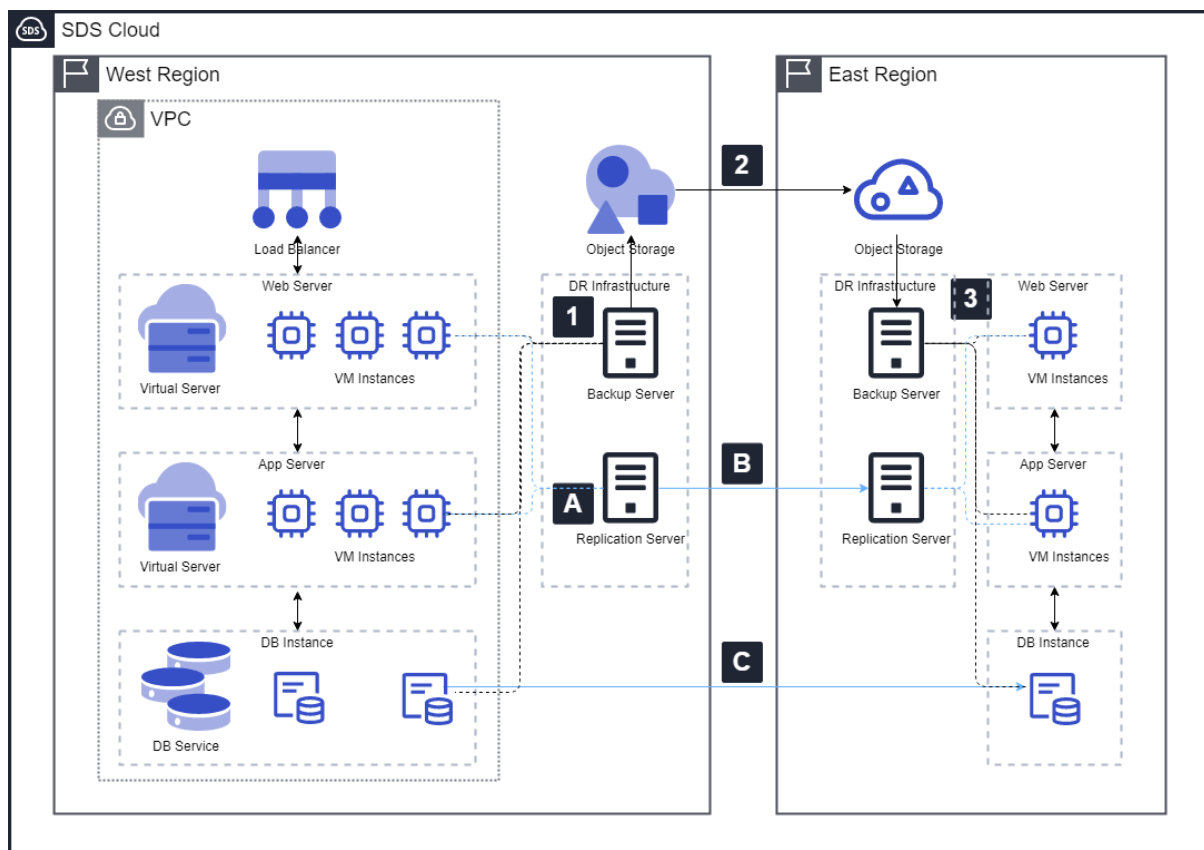 SDS
SDS Cloud
West Region
East Region
VPC
2
Load Balancer
Object Storage
Object Storage
Web Server
DR Infrastructure
DR Infrastructure
3
Web Server
1
Virtual Server
VM Instances
Backup Server
Backup Server
VM Instances
B
App Server
App Server
A
Virtual Server
VM Instances
Replication Server
Replication Server
VM Instances
DB Instance
C
DB Instance
DB Service